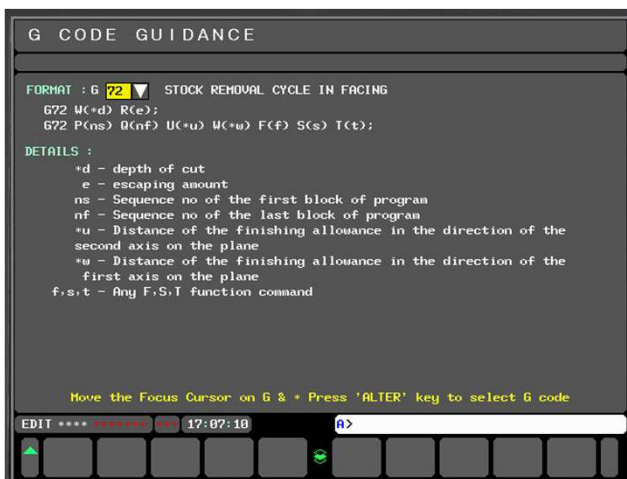 G CODE GUIDANCE
FORMAT : G 72 STOCK REMOVAL CYCLE IN FACING
G72 W(*d) R(e);
G72 P(ns) Q(nf) U(*u) W(*w) F(f) S(s) T(t);
DETAILS :
*d - depth of cut
e - escaping amount
ns - Sequence no of the first block of program
nf - Sequence no of the last block of program
*u - Distance of the finishing allowance in the direction of the
second axis on the plane
*w - Distance of the finishing allowance in the direction of the
first axis on the plane
f,s,t - Any F,S,T function command
Move the Focus Cursor on G & * Press 'ALTER' key to select G code
EDIT **** ******* *** 17:07:10 A>